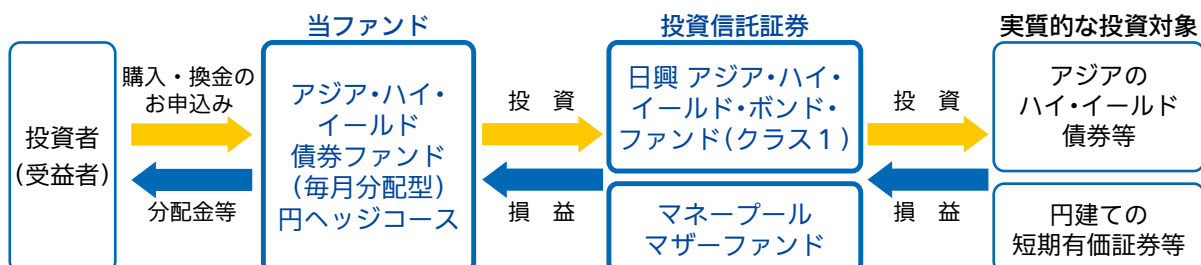 当ファンド
投資信託証券
実質的な投資対象
投資者
(受益者)
購入・換金の
お申込み
分配金等
アジア・ハイ・
イールド
債券ファンド
(毎月分配型)
円ヘッジコース
投 資
損 益
日興 アジア・ハイ・
イールド・ボンド・
ファンド(クラス1)
マネープール
マザーファンド
投 資
損 益
アジアの
ハイ・イールド
債券等
円建ての
短期有価証券等